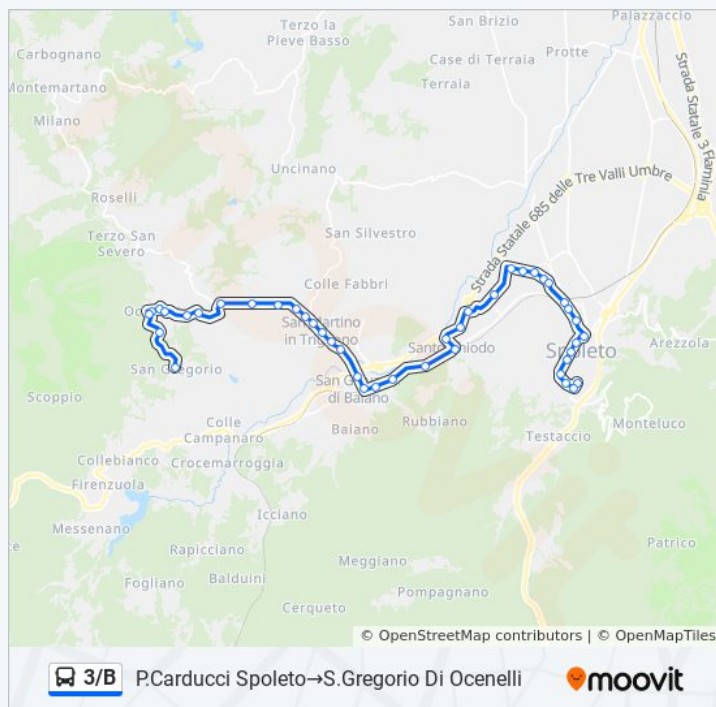 San Brizio
Palazzaccio
Terzo la
Pieve Basso
Carbognano
Case di Terraia
Protte
Montemartano
Terraia
Strada Statale 3 Flaminia
Milano
Uncinano
Strada Statale 685 delle Tre Valli Umbre
Roselli
San Silvestro
Terzo San
Severo
Colle Fabbri
San Martino
in Trignano
Spoleto
Arezzola
San Gregorio
di Baiano
Scoppio
Rubbiano
Colle
Campanaro
Baiano
Monteluco
Testaccio
Collebianco
Crocemarroggia
Firenzuola
Icciano
Messenano
Rapicciano
Meggiano
Patrico
Fogliano
Balduini
Pompagnano
Cerqueto
© OpenStreetMap contributors | © OpenMapTiles
3/B
P.Carducci Spoleto→S.Gregorio Di Ocenelli
moovit